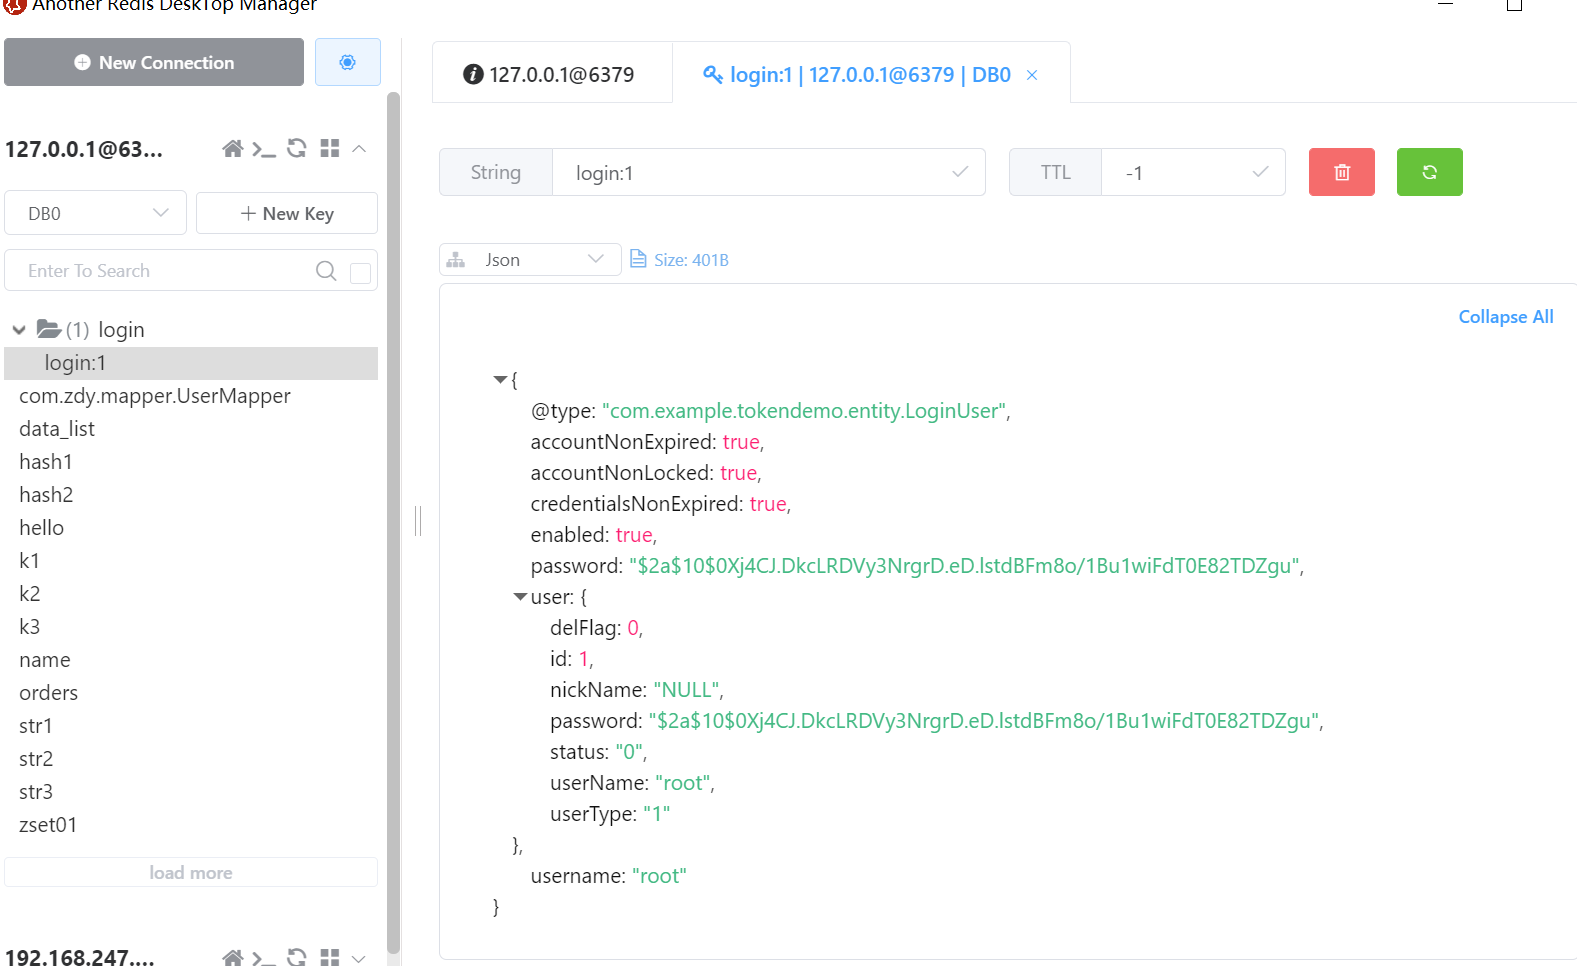 Another Redis DeskTop Manager
New Connection
127.0.0.1@63...
DB0
New Key
Enter To Search
(1) login
login:1
com.zdy.mapper.UserMapper
data_list
hash1
hash2
hello
k1
k2
k3
name
orders
str1
str2
str3
zset01
load more
192.168.247....
127.0.0.1@6379
login:1 | 127.0.0.1@6379 | DB0
String
login:1
TTL
-1
Json
Size: 401B
Collapse All
{
@type: "com.example.tokendemo.entity.LoginUser",
accountNonExpired: true,
accountNonLocked: true,
credentialsNonExpired: true,
enabled: true,
password: "$2a$10$0Xj4CJ.DkcLRDVy3NrgrD.eD.lstdBFm8o/1Bu1wiFdT0E82TDZgu",
user: {
delFlag: 0,
id: 1,
nickName: "NULL",
password: "$2a$10$0Xj4CJ.DkcLRDVy3NrgrD.eD.lstdBFm8o/1Bu1wiFdT0E82TDZgu",
status: "0",
userName: "root",
userType: "1"
},
username: "root"
}